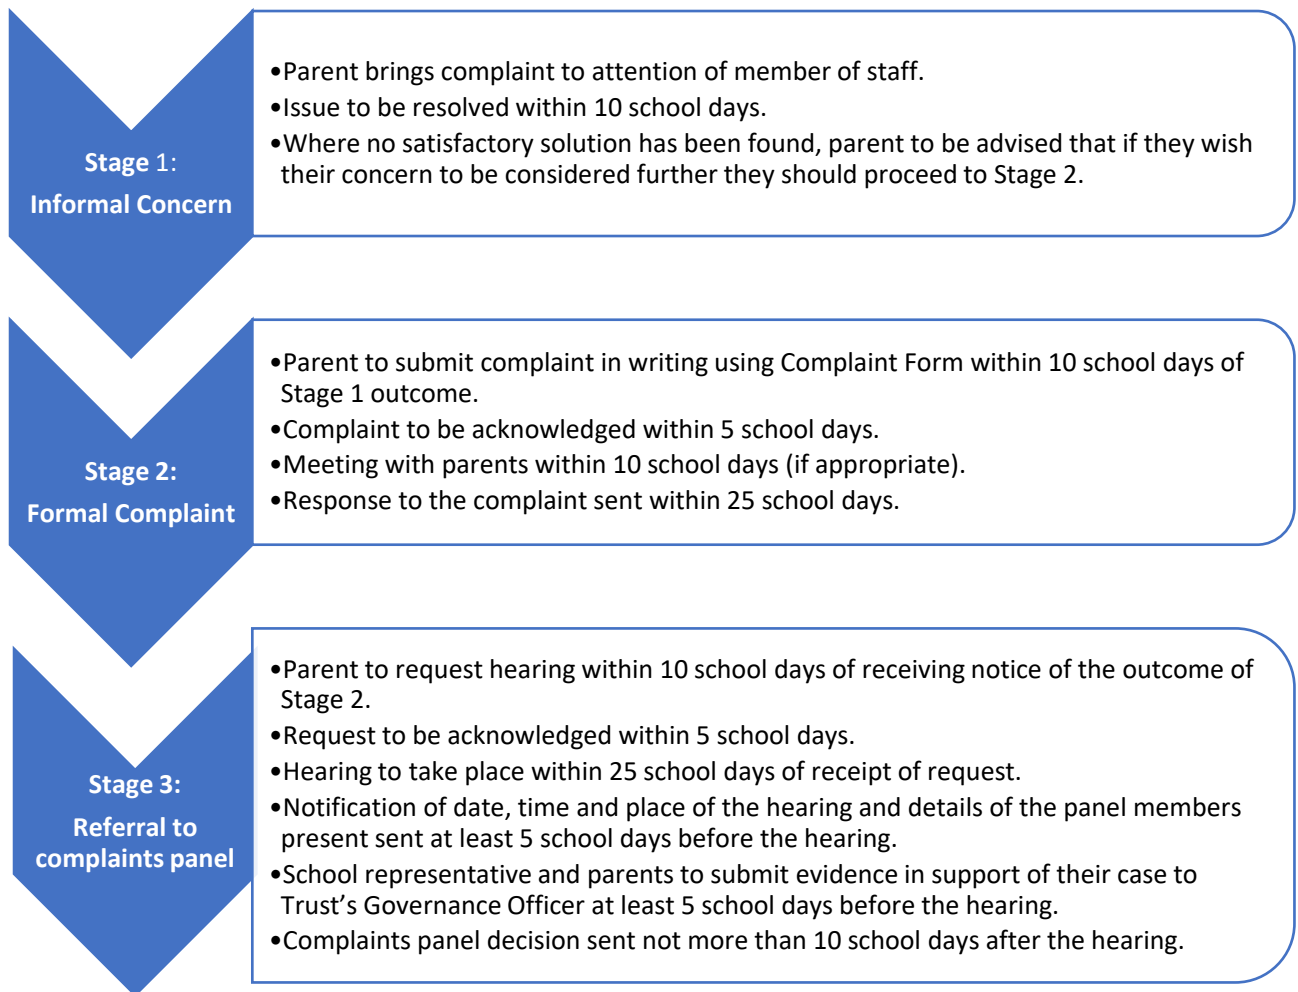 Stage 1:
Informal Concern
•Parent brings complaint to attention of member of staff.
•Issue to be resolved within 10 school days.
•Where no satisfactory solution has been found, parent to be advised that if they wish
their concern to be considered further they should proceed to Stage 2.
Stage 2:
Formal Complaint
•Parent to submit complaint in writing using Complaint Form within 10 school days of
Stage 1 outcome.
•Complaint to be acknowledged within 5 school days.
•Meeting with parents within 10 school days (if appropriate).
•Response to the complaint sent within 25 school days.
Stage 3:
Referral to
complaints panel
•Parent to request hearing within 10 school days of receiving notice of the outcome of
Stage 2.
•Request to be acknowledged within 5 school days.
•Hearing to take place within 25 school days of receipt of request.
•Notification of date, time and place of the hearing and details of the panel members
present sent at least 5 school days before the hearing.
•School representative and parents to submit evidence in support of their case to
Trust’s Governance Officer at least 5 school days before the hearing.
•Complaints panel decision sent not more than 10 school days after the hearing.